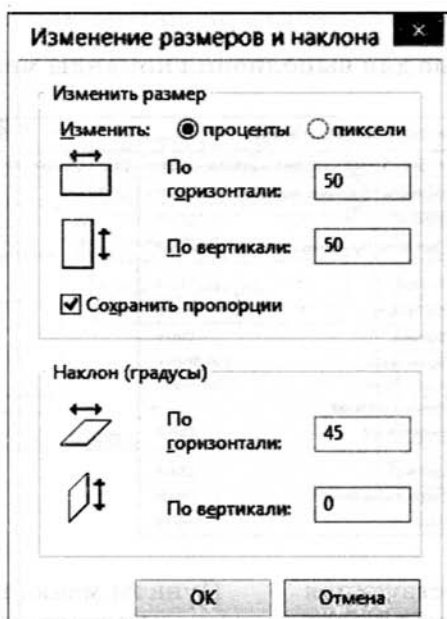 Изменение размеров и наклона
Изменить размер
Изменить: проценты пиксели
По
горизонтали: 50
По вертикали: 50
Сохранить пропорции
Наклон (градусы)
По
горизонтали: 45
По вертикали: 0
ОК Отмена